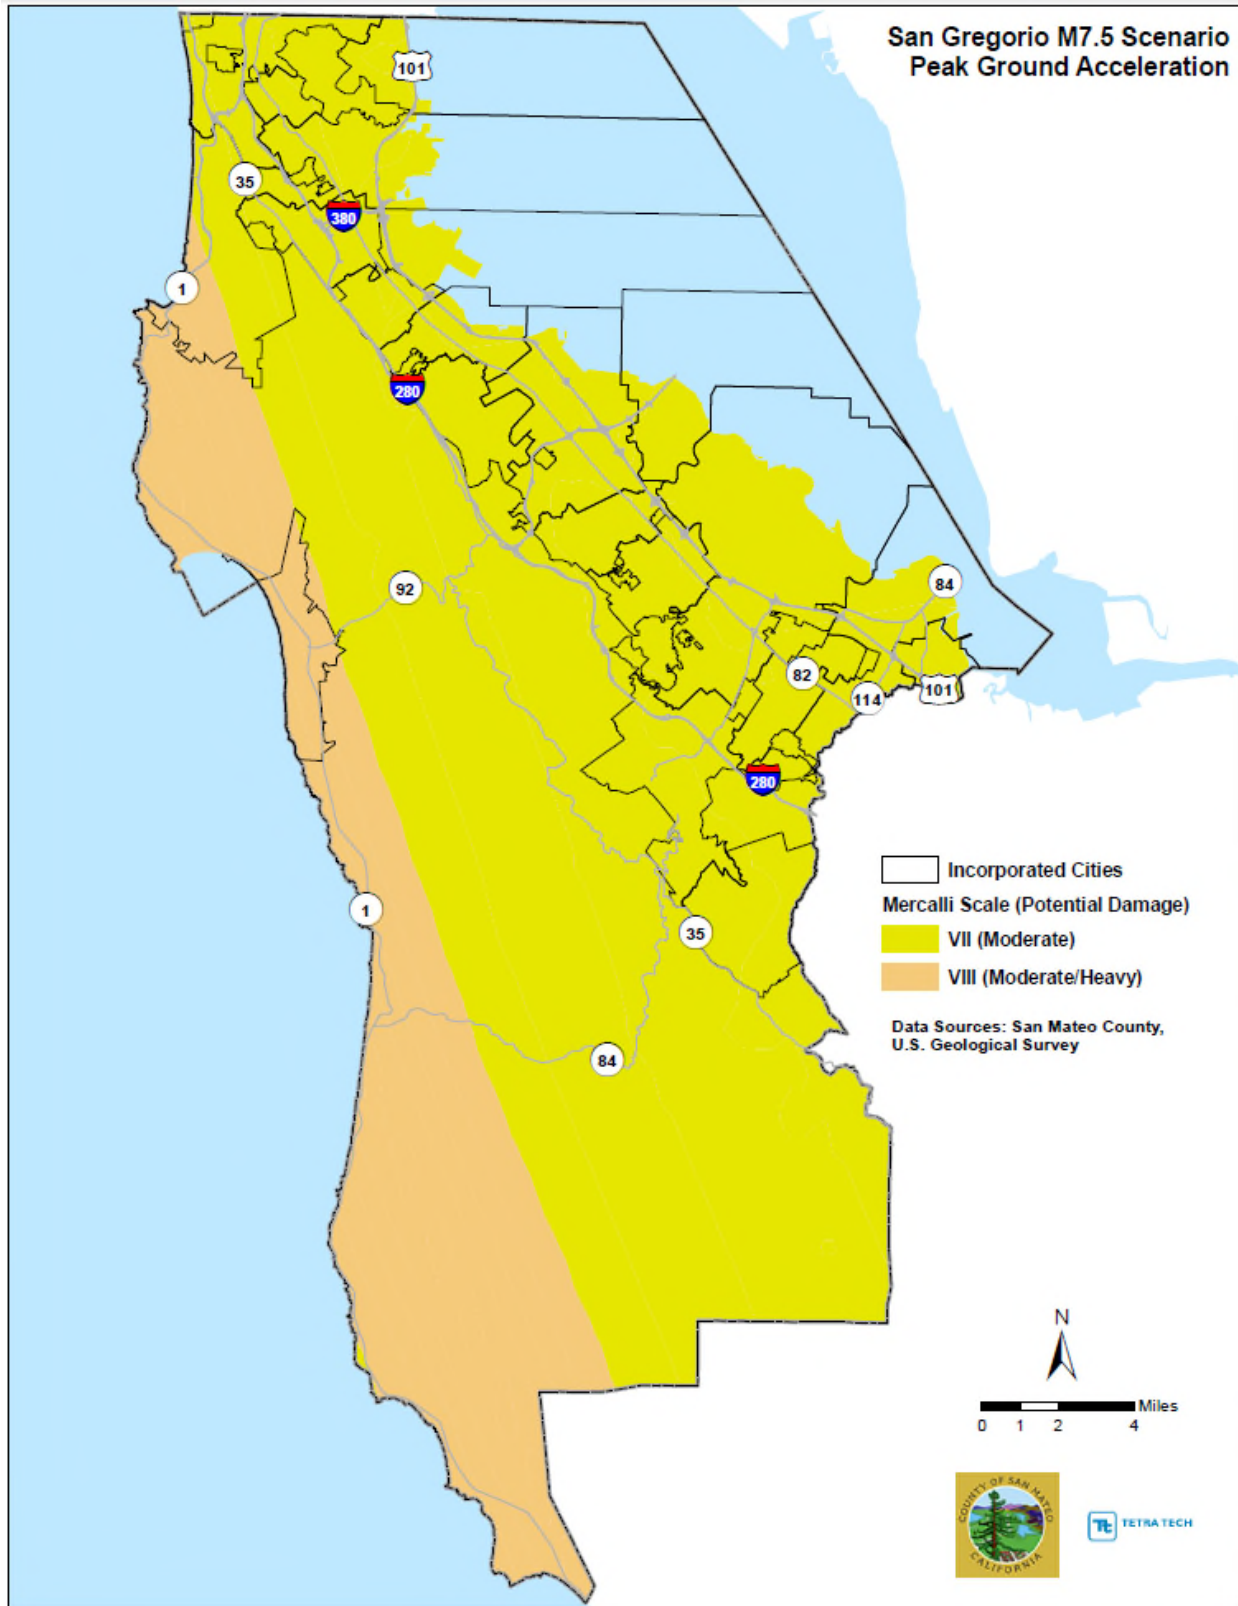 San Gregorio M7.5 Scenario
Peak Ground Acceleration
101
35
380
1
280
92
84
82
114
101
280
1
35
84
Incorporated Cities
Mercalli Scale (Potential Damage)
VII (Moderate)
VIII (Moderate/Heavy)
Data Sources: San Mateo County,
U.S. Geological Survey
N
Miles
0 1 2 4
COUNTY OF SAN MATEO
CALIFORNIA
Tt TETRA TECH